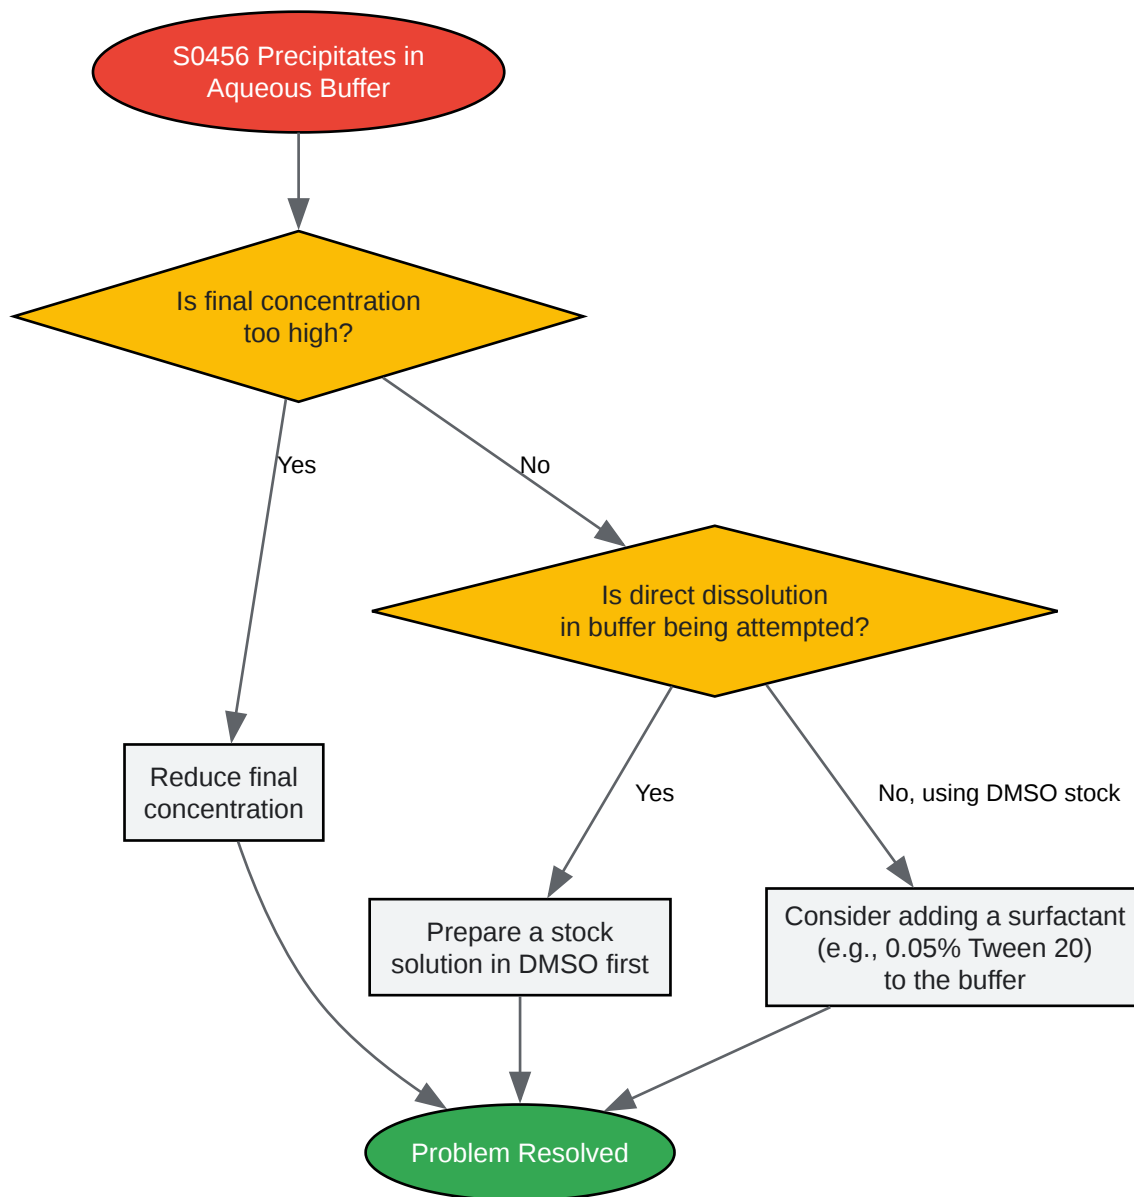 S0456 Precipitates in
Aqueous Buffer
Is final concentration
too high?
Yes
No
Is direct dissolution
in buffer being attempted?
Reduce final
concentration
Yes
No, using DMSO stock
Prepare a stock
solution in DMSO first
Consider adding a surfactant
(e.g., 0.05% Tween 20)
to the buffer
Problem Resolved